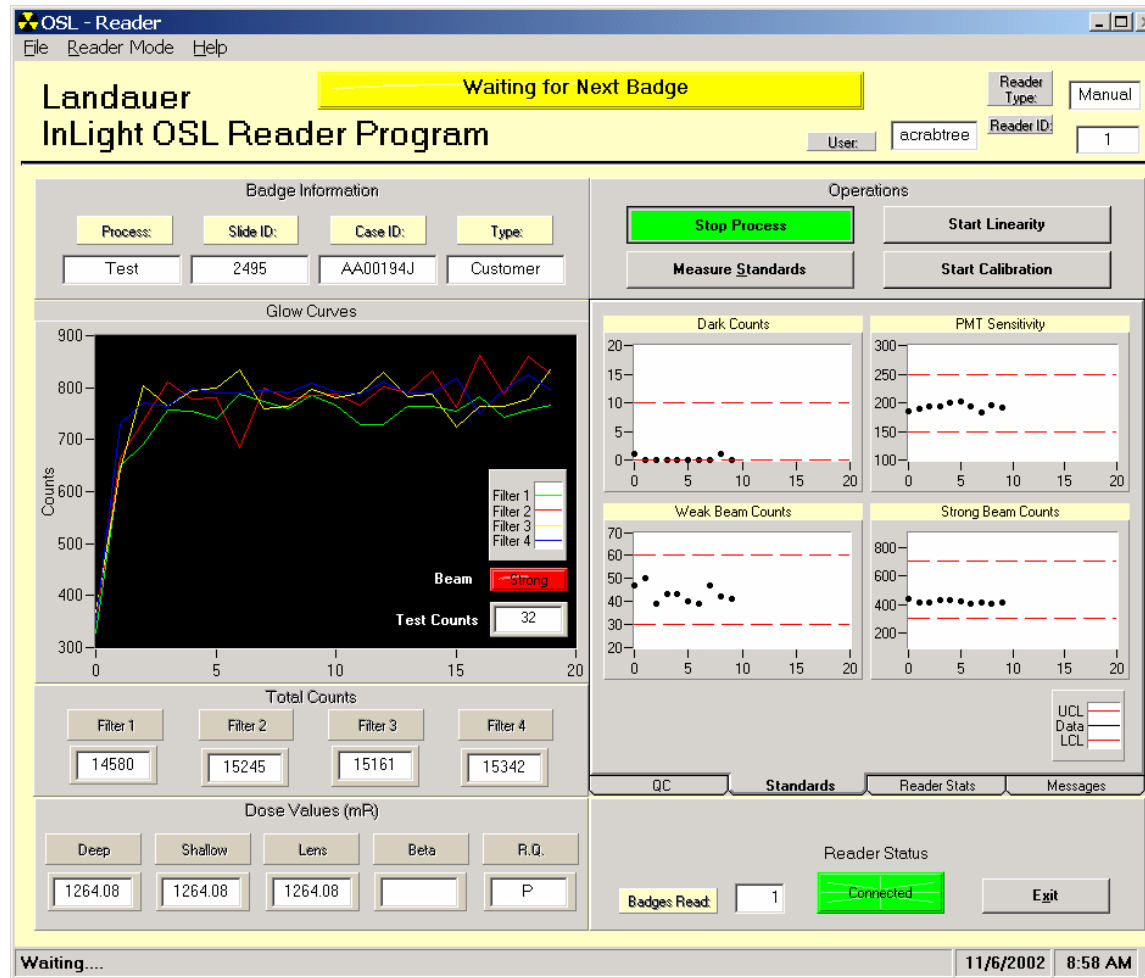 OSL - Reader
File Reader Mode Help
Landauer
InLight OSL Reader Program
Waiting for Next Badge
Reader Type: Manual
User: acrabtree
Reader ID: 1
Badge Information
Process: Slide ID: Case ID: Type:
Test 2495 AA00194J Customer
Operations
Stop Process Start Linearity
Measure Standards Start Calibration
Glow Curves
900
800
700
600
500
400
300
Counts
0 5 10 15 20
Filter 1
Filter 2
Filter 3
Filter 4
Beam Strong
Test Counts 32
Dark Counts
20
15
10
5
0
0 5 10 15 20
PMT Sensitivity
300
250
200
150
100
0 5 10 15 20
Weak Beam Counts
70
60
50
40
30
20
0 5 10 15 20
Strong Beam Counts
800
600
400
200
0 5 10 15 20
UCL
Data
LCL
QC Standards Reader Stats Messages
Total Counts
Filter 1 Filter 2 Filter 3 Filter 4
14580 15245 15161 15342
Dose Values (mR)
Deep Shallow Lens Beta R.Q.
1264.08 1264.08 1264.08 P
Reader Status
Badges Read: 1 Connected Exit
Waiting.... 11/6/2002 8:58 AM